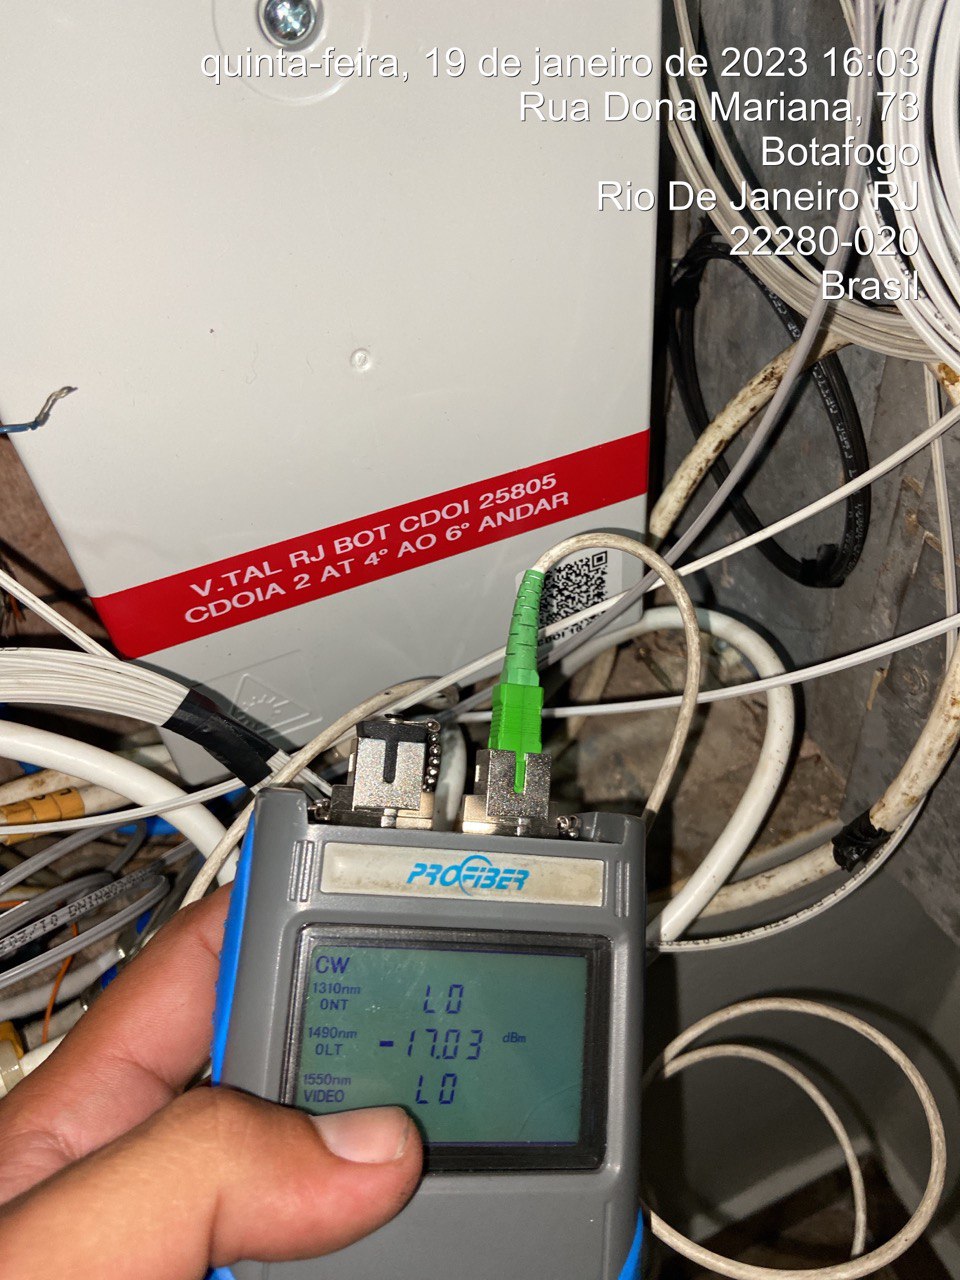 quinta-feira, 19 de janeiro de 2023 16:03
Rua Dona Mariana, 73
Botafogo
Rio De Janeiro RJ
22280-020
Brasil
V.TAL RJ BOT CDOI 25805
CDOIA 2 AT 4º AO 6º ANDAR
PROFIBER
CW
1310nm
ONT
LO
1490nm
OLT
-17.03 dBm
1550nm
VIDEO
LO